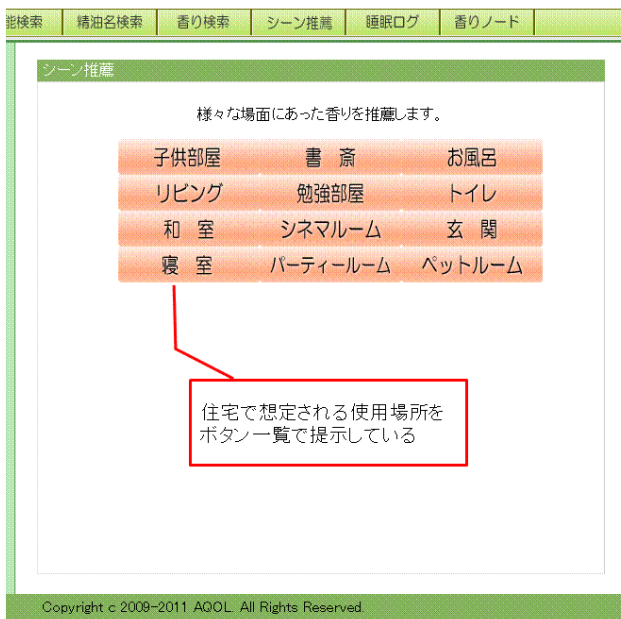 能検索 精油名検索 香り検索 シーン推薦 睡眠ログ 香りノード
シーン推薦
様々な場面にあった香りを推薦します。
子供部屋 書 斎 お風呂
リビング 勉強部屋 トイレ
和 室 シネマルーム 玄 関
寝 室 パーティールーム ペットルーム
住宅で想定される使用場所を
ボタン一覧で提示している
Copyright c 2009-2011 AQOL. All Rights Reserved.